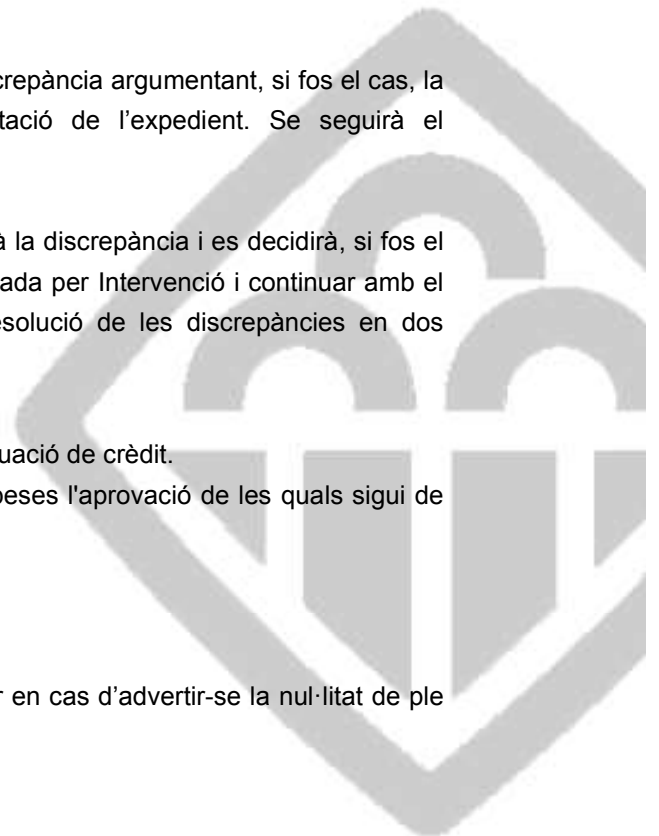 crepància argumentant, si fos el cas, la
tació de l’expedient. Se seguirà el
à la discrepància i es decidirà, si fos el
ada per Intervenció i continuar amb el
esolució de les discrepàncies en dos
uació de crèdit.
peses l'aprovació de les quals sigui de
r en cas d’advertir-se la nul·litat de ple